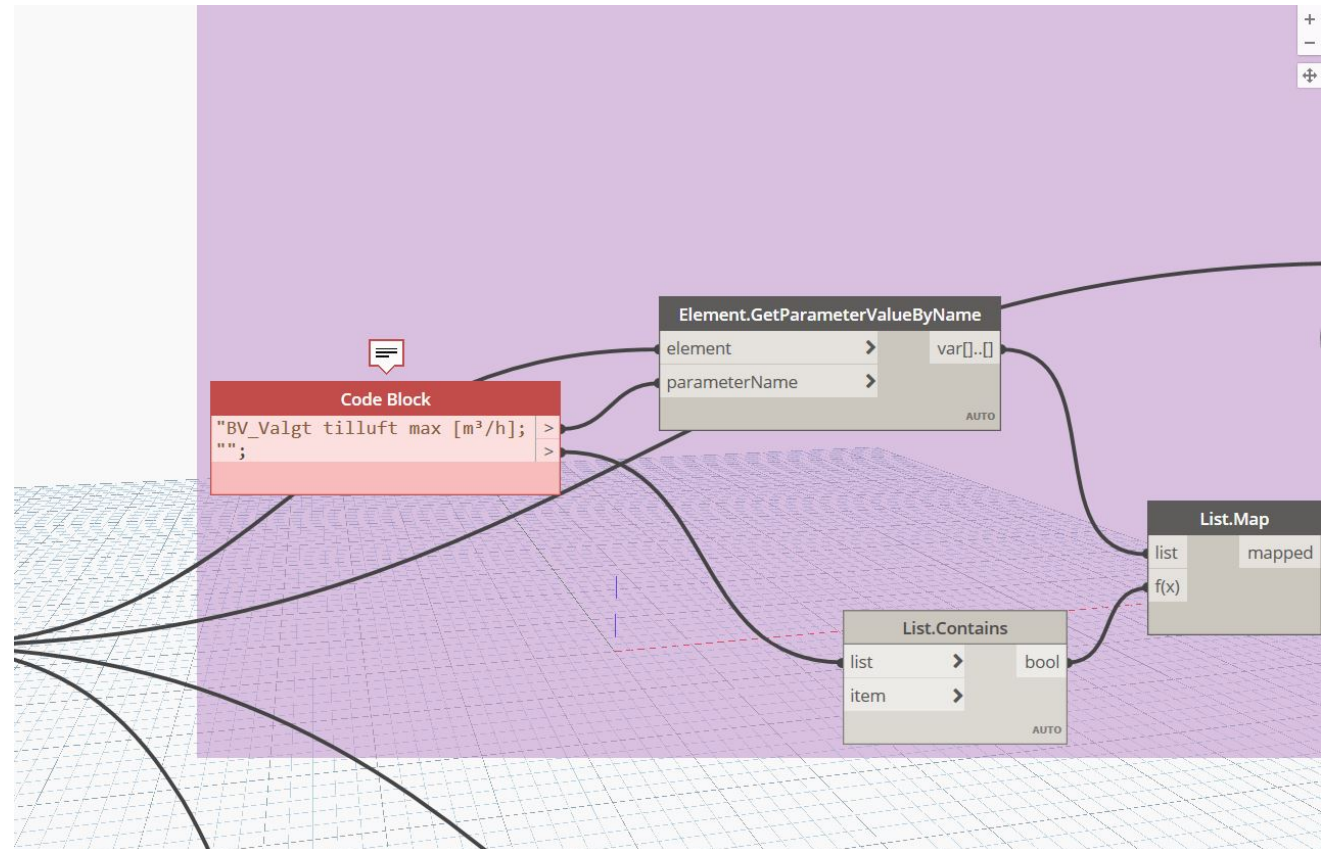 +
−
Element.GetParameterValueByName
element > var[]..[]
parameterName >
AUTO
Code Block
"BV_Valgt tilluft max [m³/h]; >
""; >
List.Map
list mapped
f(x)
List.Contains
list > bool
item >
AUTO